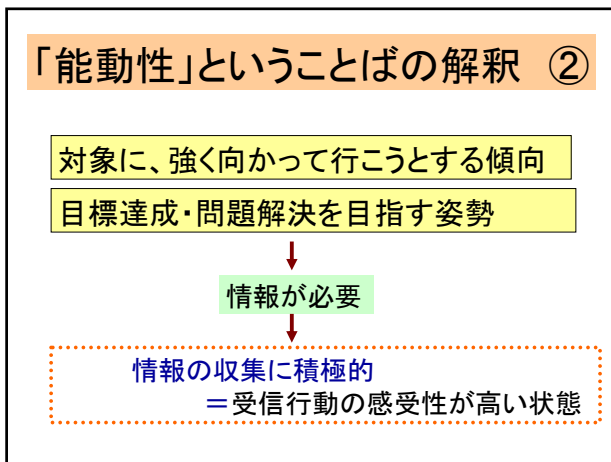 「能動性」ということばの解釈 ②
対象に、強く向かって行こうとする傾向
目標達成・問題解決を目指す姿勢
情報が必要
情報の収集に積極的
＝受信行動の感受性が高い状態